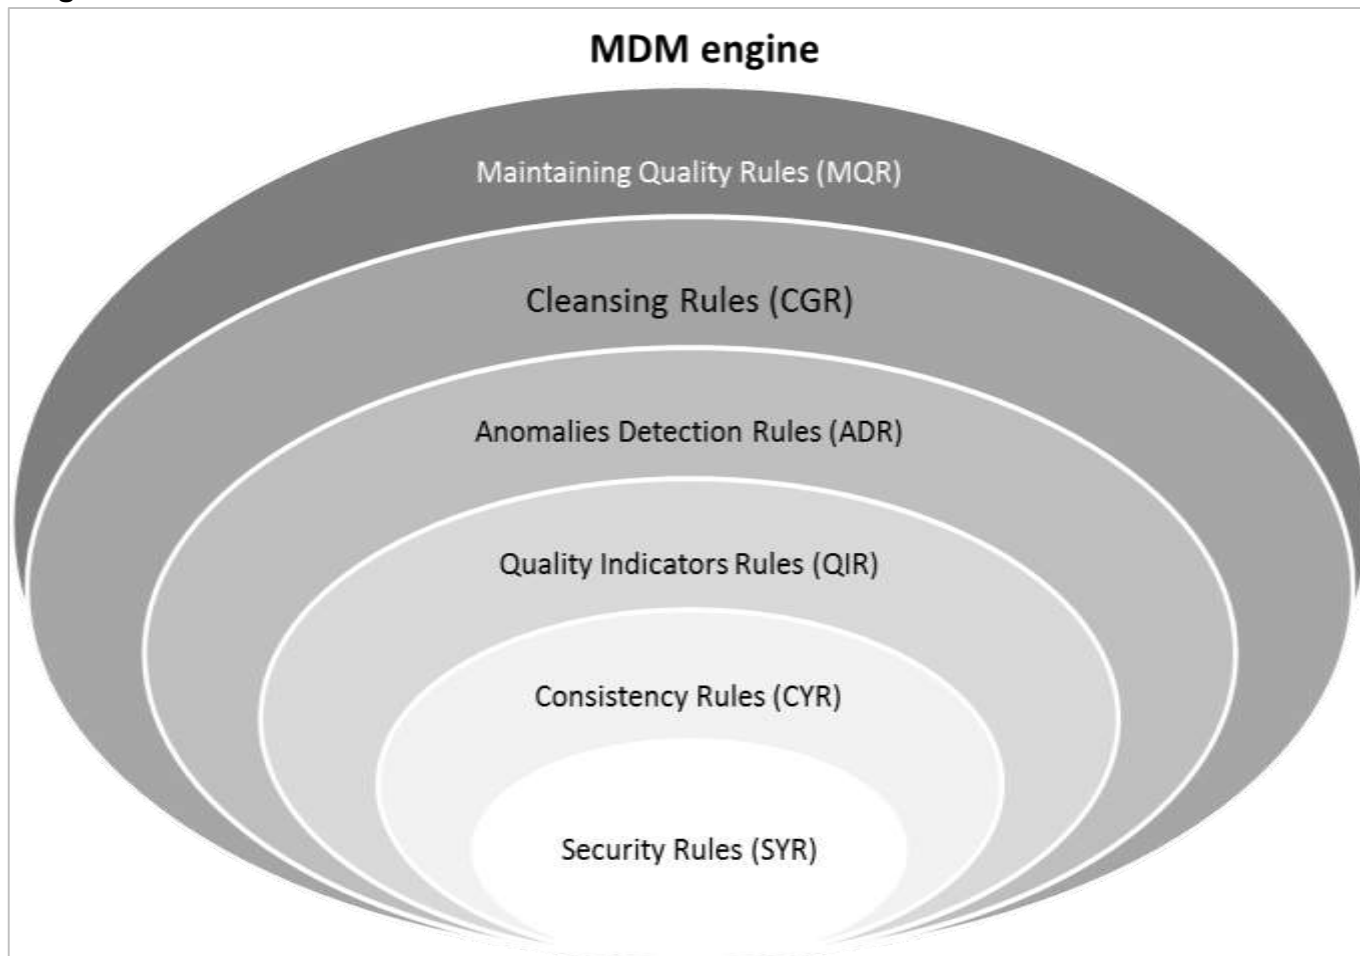 MDM engine
Maintaining Quality Rules (MQR)
Cleansing Rules (CGR)
Anomalies Detection Rules (ADR)
Quality Indicators Rules (QIR)
Consistency Rules (CYR)
Security Rules (SYR)